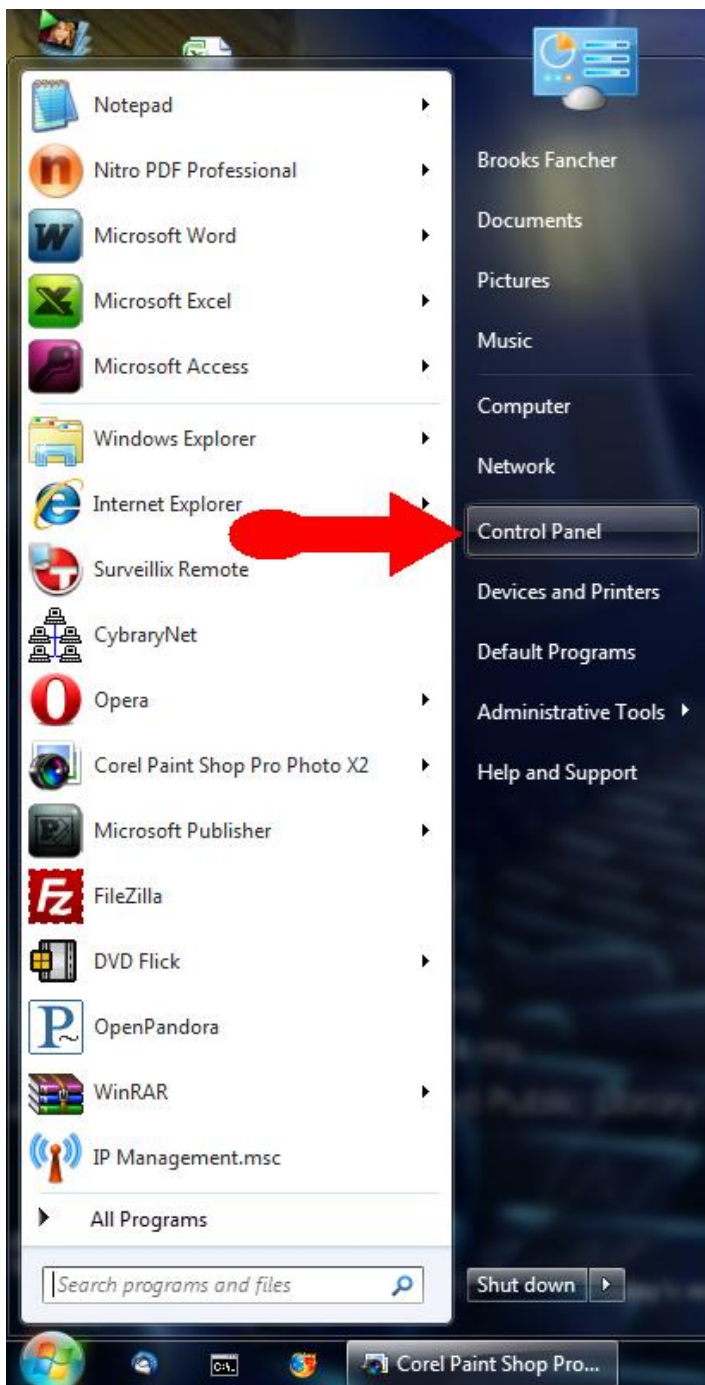 Notepad
Nitro PDF Professional
Microsoft Word
Microsoft Excel
Microsoft Access
Windows Explorer
Internet Explorer
Surveillix Remote
CybraryNet
Opera
Corel Paint Shop Pro Photo X2
Microsoft Publisher
FileZilla
DVD Flick
OpenPandora
WinRAR
IP Management.msc
All Programs
Search programs and files
Brooks Fancher
Documents
Pictures
Music
Computer
Network
Control Panel
Devices and Printers
Default Programs
Administrative Tools
Help and Support
Public Library
Shut down
C:\.
Corel Paint Shop Pro...